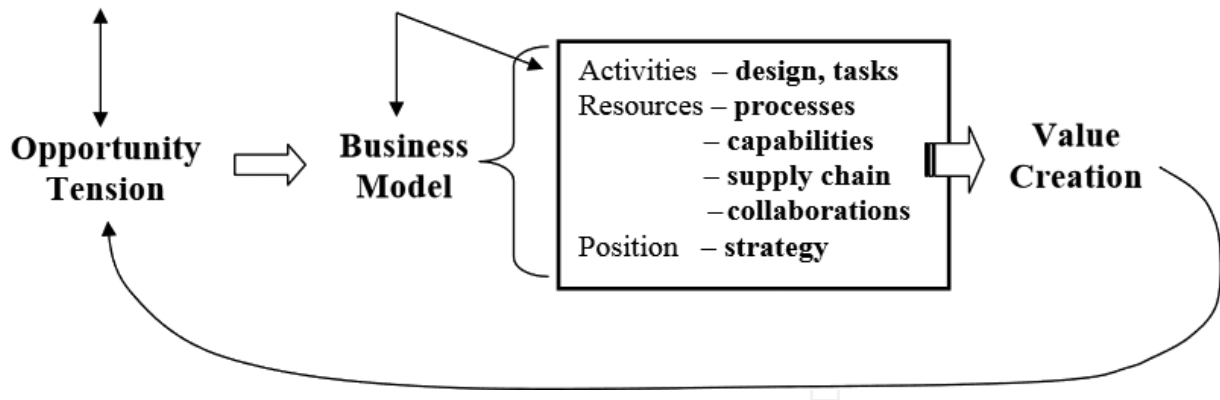 Opportunity
Tension
Business
Model
Activities – design, tasks
Resources – processes
– capabilities
– supply chain
–collaborations
Position – strategy
Value
Creation